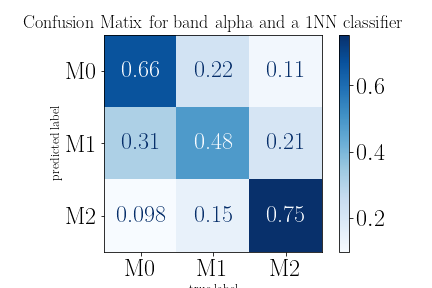 Confusion Matix for band alpha and a 1NN classifier
M0 0.66 0.22 0.11
M1 0.31 0.48 0.21
M2 0.098 0.15 0.75
M0 M1 M2
predicted label
true label
0.6
0.4
0.2